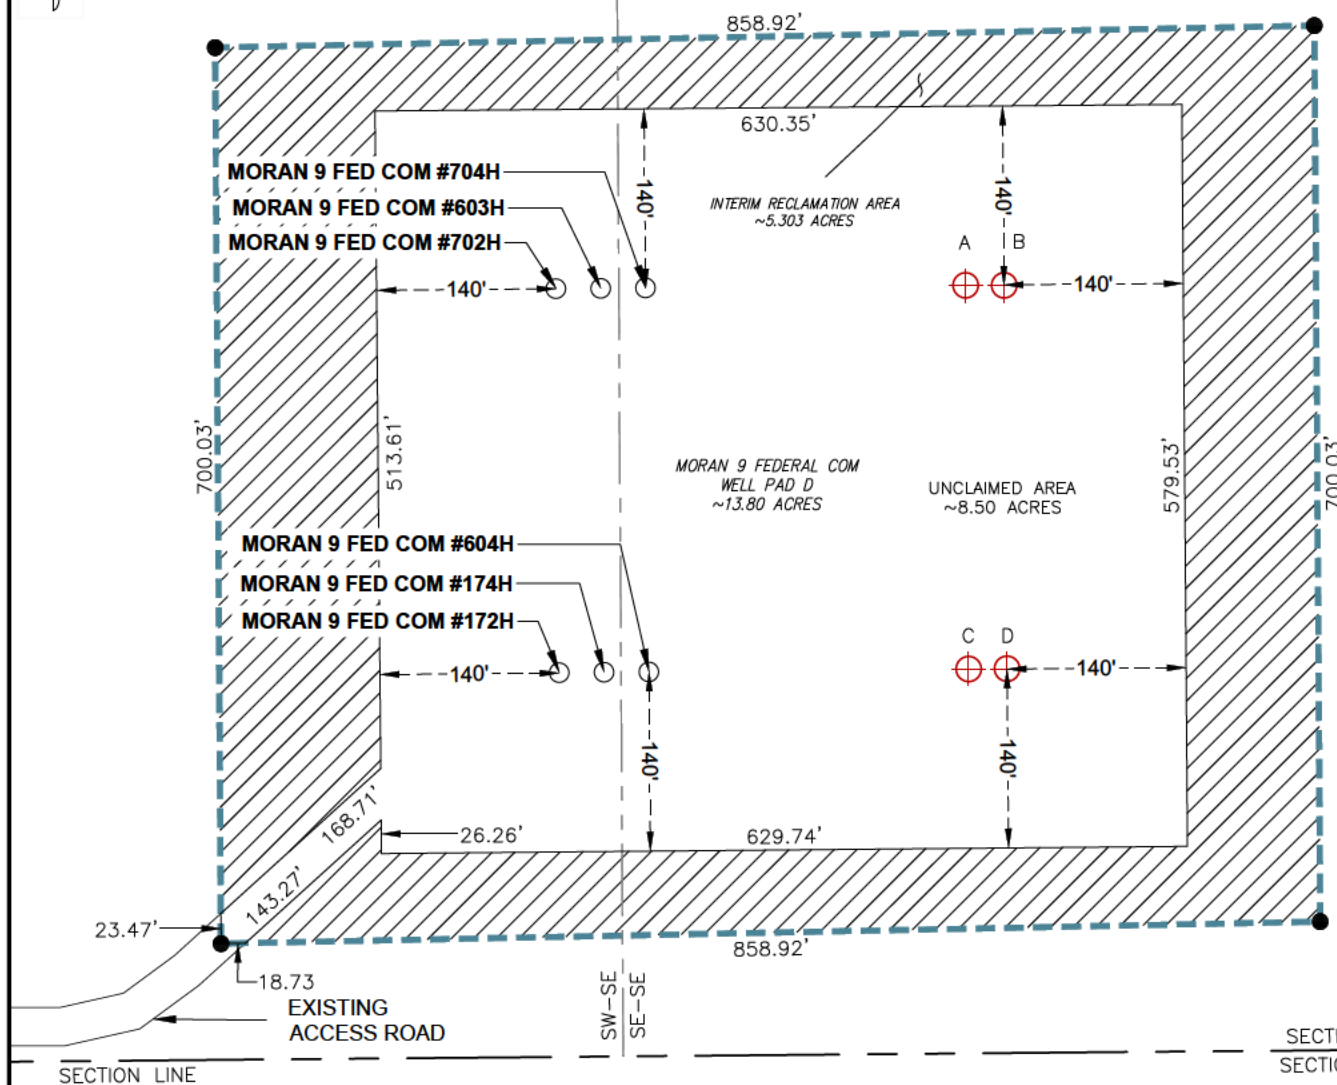 858.92'
630.35'
MORAN 9 FED COM #704H
MORAN 9 FED COM #603H
MORAN 9 FED COM #702H
140'
140'
INTERIM RECLAMATION AREA
~5.303 ACRES
A
B
140'
140'
700.03'
513.61'
MORAN 9 FEDERAL COM
WELL PAD D
~13.80 ACRES
UNCLAIMED AREA
~8.50 ACRES
579.53'
700.03'
MORAN 9 FED COM #604H
MORAN 9 FED COM #174H
MORAN 9 FED COM #172H
C
D
140'
140'
140'
140'
168.71'
26.26'
629.74'
143.27'
23.47'
858.92'
18.73
EXISTING
ACCESS ROAD
SW-SE
SE-SE
SECTION LINE